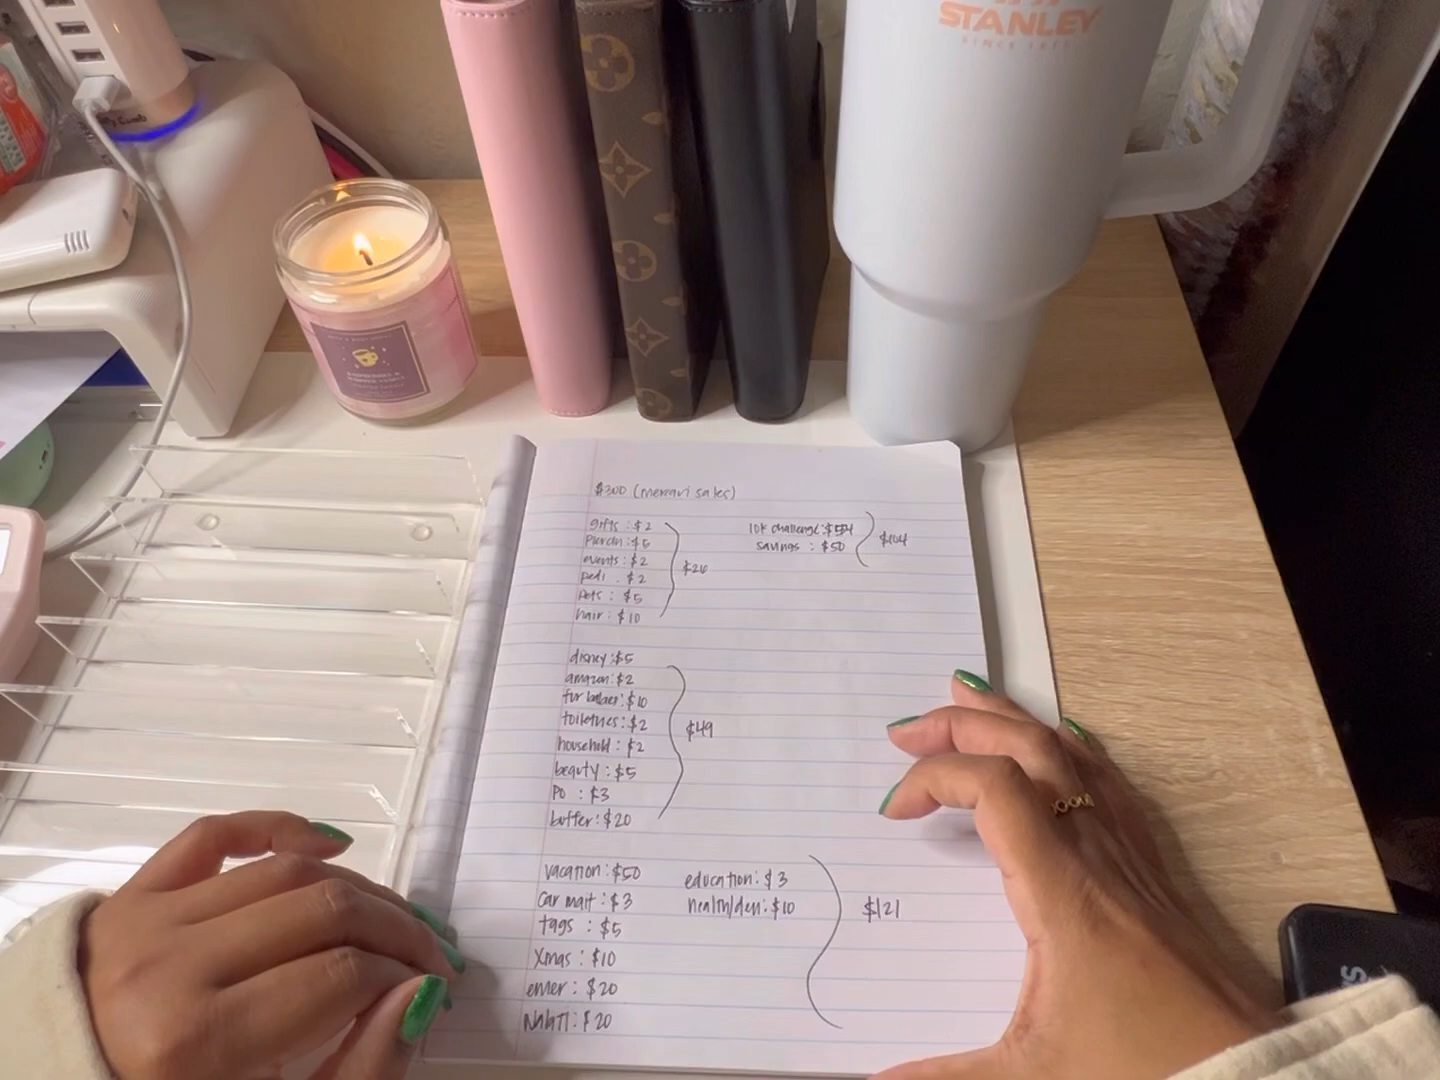 STANLEY
$300 (memavi sales)
gifts : $2
piercin : $5
events : $2
pedi : $2
pets : $5
hair : $10
$26
10K challenge : $54
savings : $50
$104
disney : $5
amazon : $2
fur babies : $10
toiletries : $2
household : $2
beauty : $5
PO : $3
buffer : $20
$49
vacation : $50
car mait : $3
tags : $5
Xmas : $10
emer : $20
education : $3
health/den : $10
$121
$20